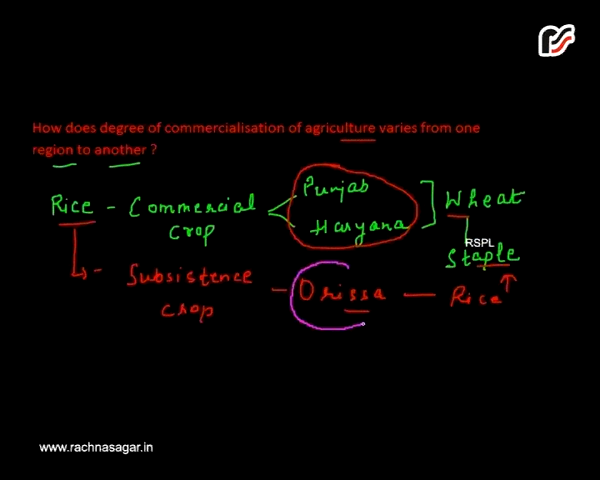 How does degree of commercialisation of agriculture varies from one
region to another ?
Rice - Commercial crop
Punjab
Haryana
Wheat
RSPL
Staple
- Subsistence crop - Orissa - Rice
www.rachnasagar.in